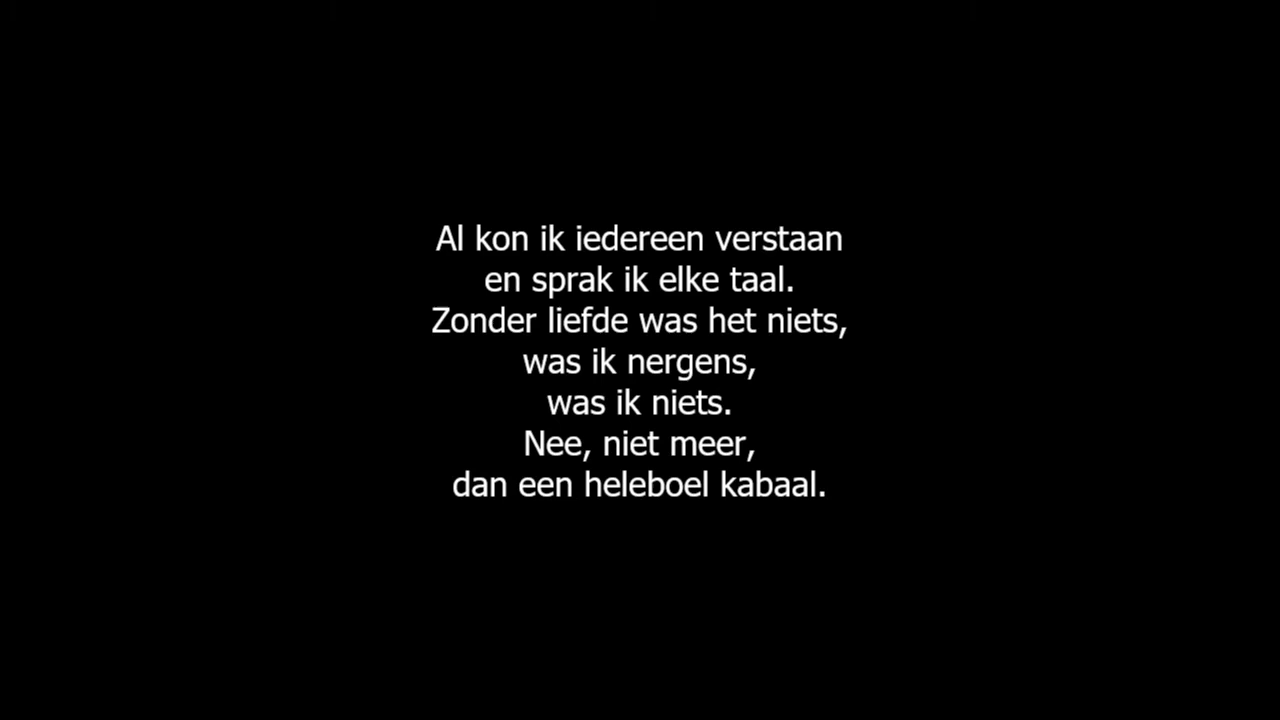 Al kon ik iedereen verstaan
en sprak ik elke taal.
Zonder liefde was het niets,
was ik nergens,
was ik niets.
Nee, niet meer,
dan een heleboel kabaal.